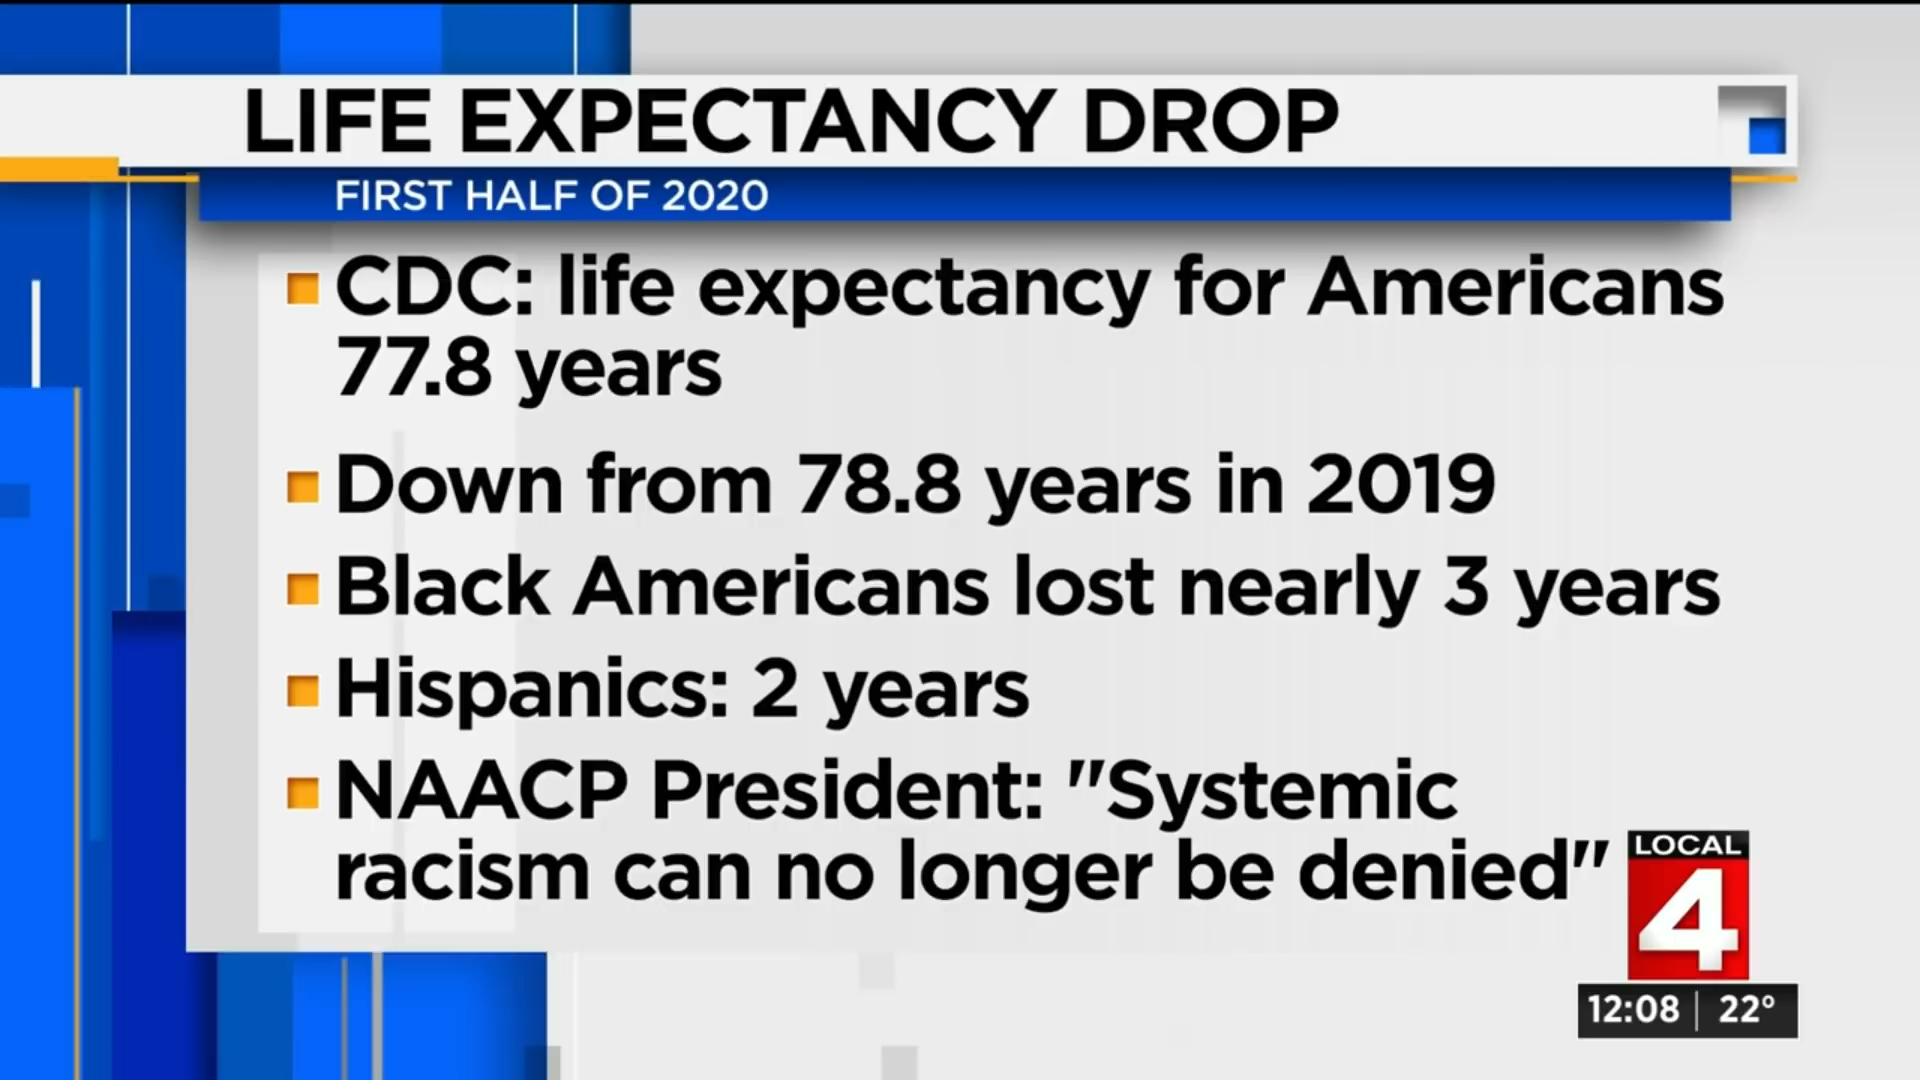 LIFE EXPECTANCY DROP
FIRST HALF OF 2020
CDC: life expectancy for Americans
77.8 years
Down from 78.8 years in 2019
Black Americans lost nearly 3 years
Hispanics: 2 years
NAACP President: "Systemic
racism can no longer be denied"
LOCAL
4
12:08 | 22°